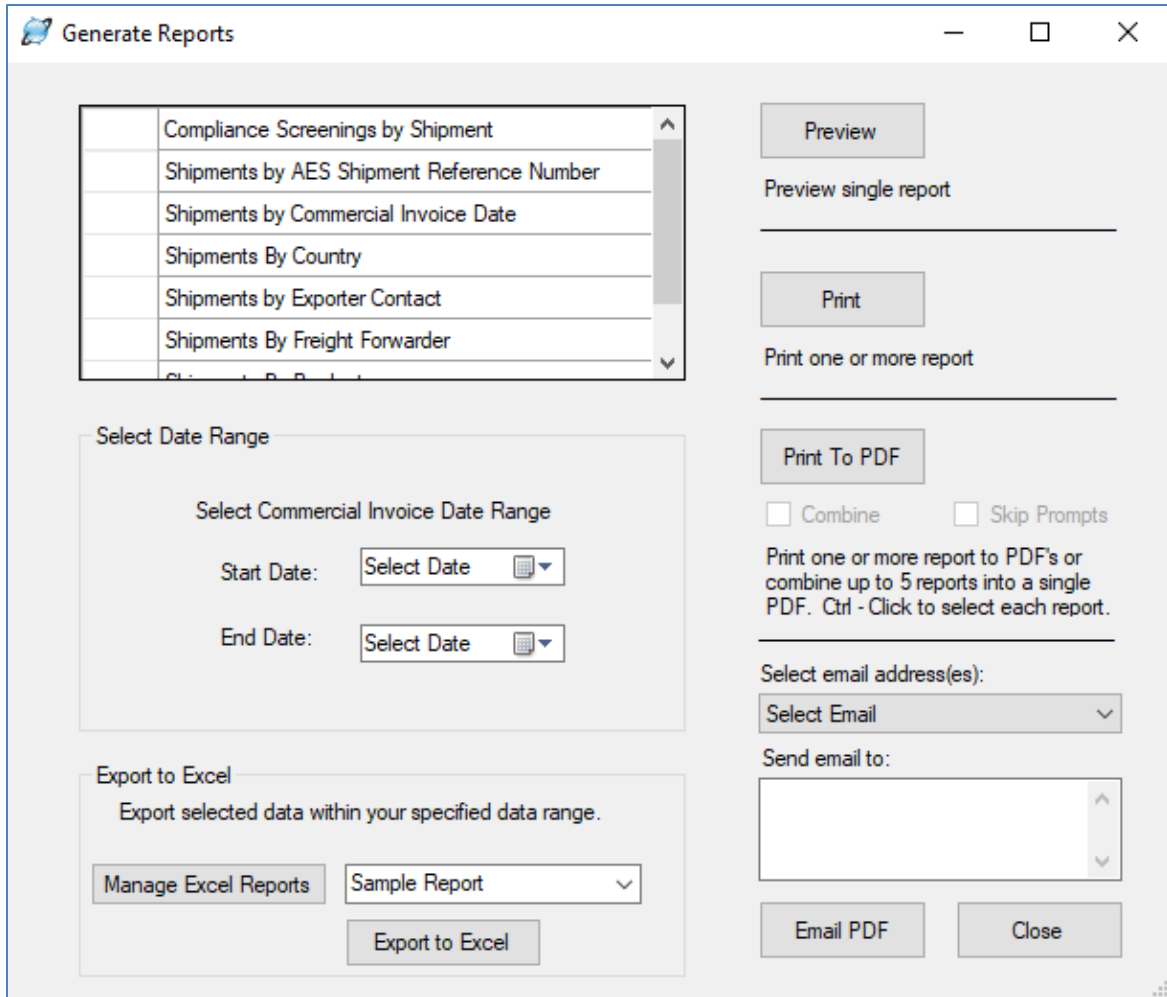 Generate Reports
Compliance Screenings by Shipment
Shipments by AES Shipment Reference Number
Shipments by Commercial Invoice Date
Shipments By Country
Shipments by Exporter Contact
Shipments By Freight Forwarder
Select Date Range
Select Commercial Invoice Date Range
Start Date:
Select Date
End Date:
Select Date
Export to Excel
Export selected data within your specified data range.
Manage Excel Reports
Sample Report
Export to Excel
Preview
Preview single report
Print
Print one or more report
Print To PDF
Combine
Skip Prompts
Print one or more report to PDF's or
combine up to 5 reports into a single
PDF. Ctrl - Click to select each report.
Select email address(es):
Select Email
Send email to:
Email PDF
Close